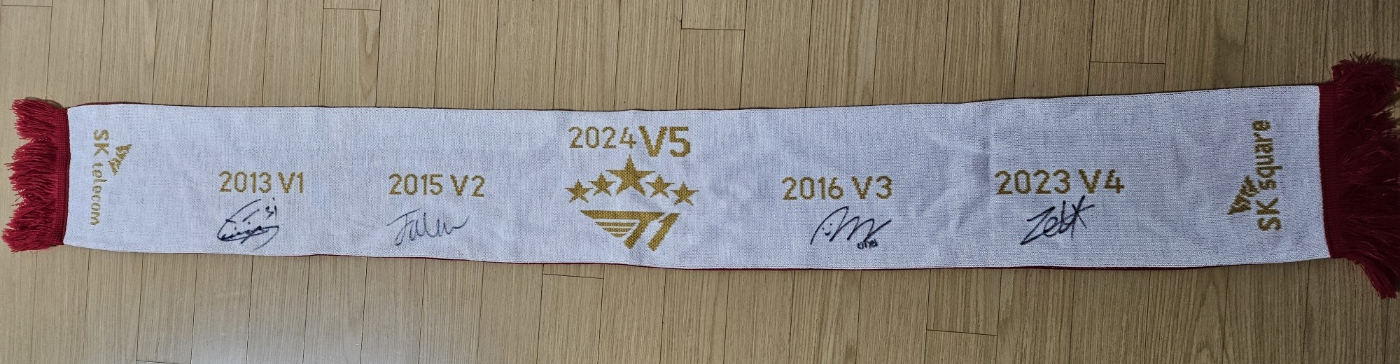 SK telecom
2013 V1
2015 V2
2024 V5
T1
2016 V3
2023 V4
SK square